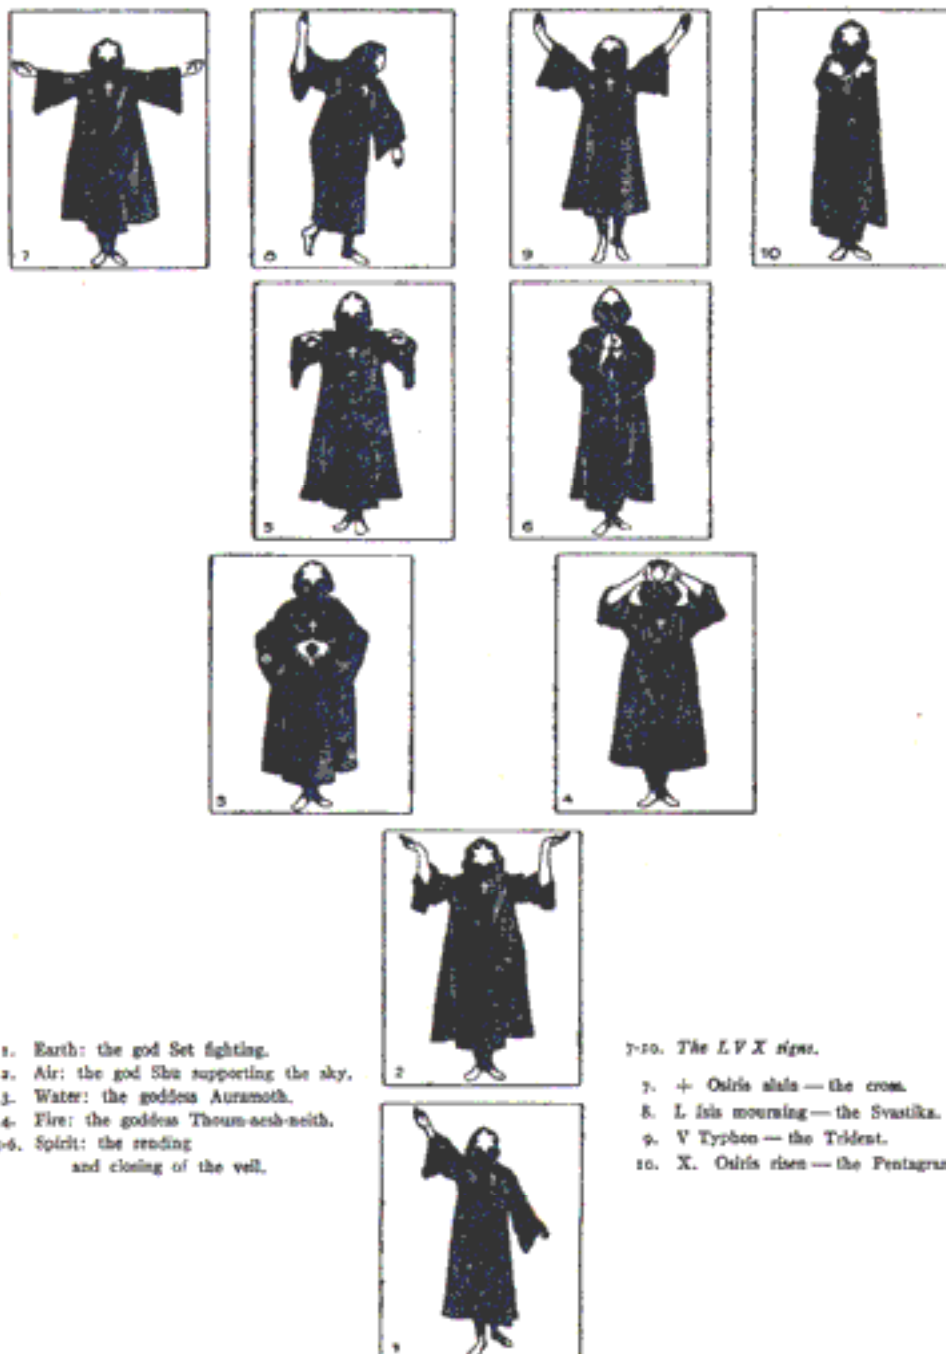 7
8
9
10
5
6
3
4
2
1. Earth: the god Set fighting.
2. Air: the god Shu supporting the sky.
3. Water: the goddess Auramoth.
4. Fire: the goddess Thoum-aesh-neith.
-6. Spirit: the rending
and closing of the veil.
7-10. The L V X signs.
7. + Osiris slain — the cross.
8. L Isis mourning — the Svastika.
9. V Typhon — the Trident.
10. X. Osiris risen — the Pentagram
1